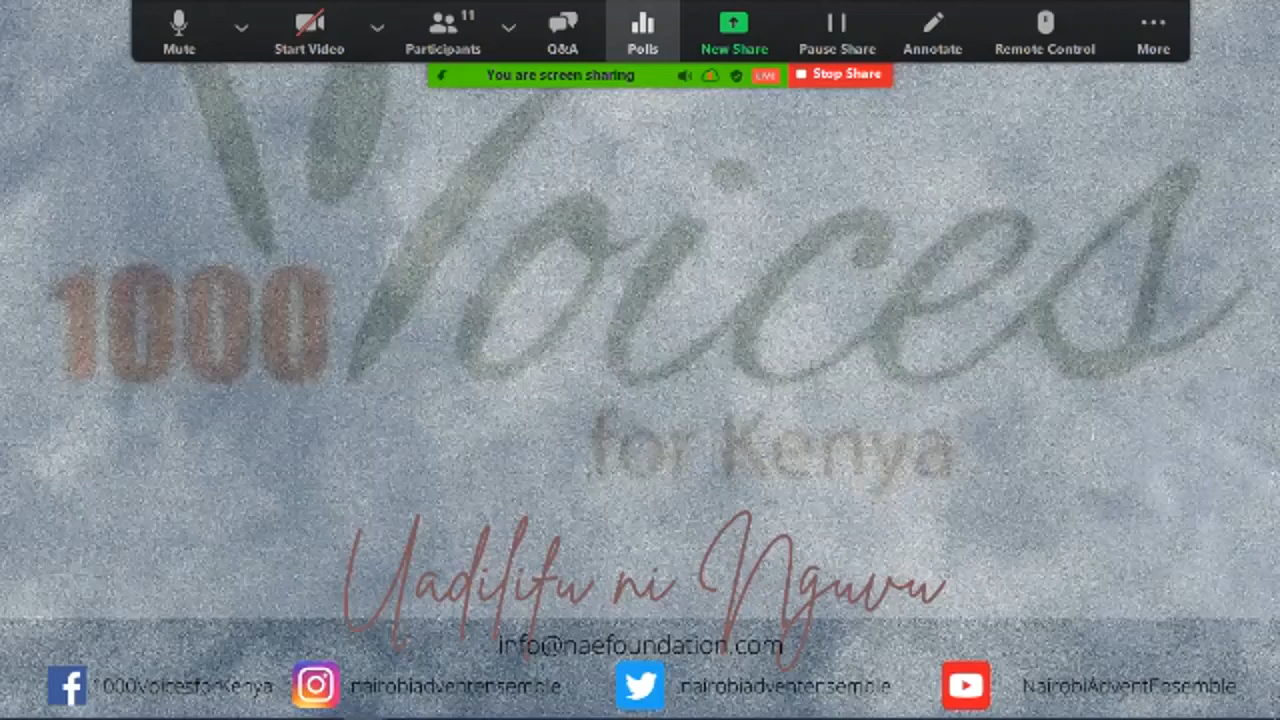 Mute Start Video Participants 11 Q&A Polls New Share Pause Share Annotate Remote Control More
You are screen sharing LIVE Stop Share
1000 Voices
for Kenya
Uadilifu ni Nguvu
info@naefoundation.com
1000VoicesforKenya nairobiadventensemble nairobiadventensemble NairobiAdventEnsemble